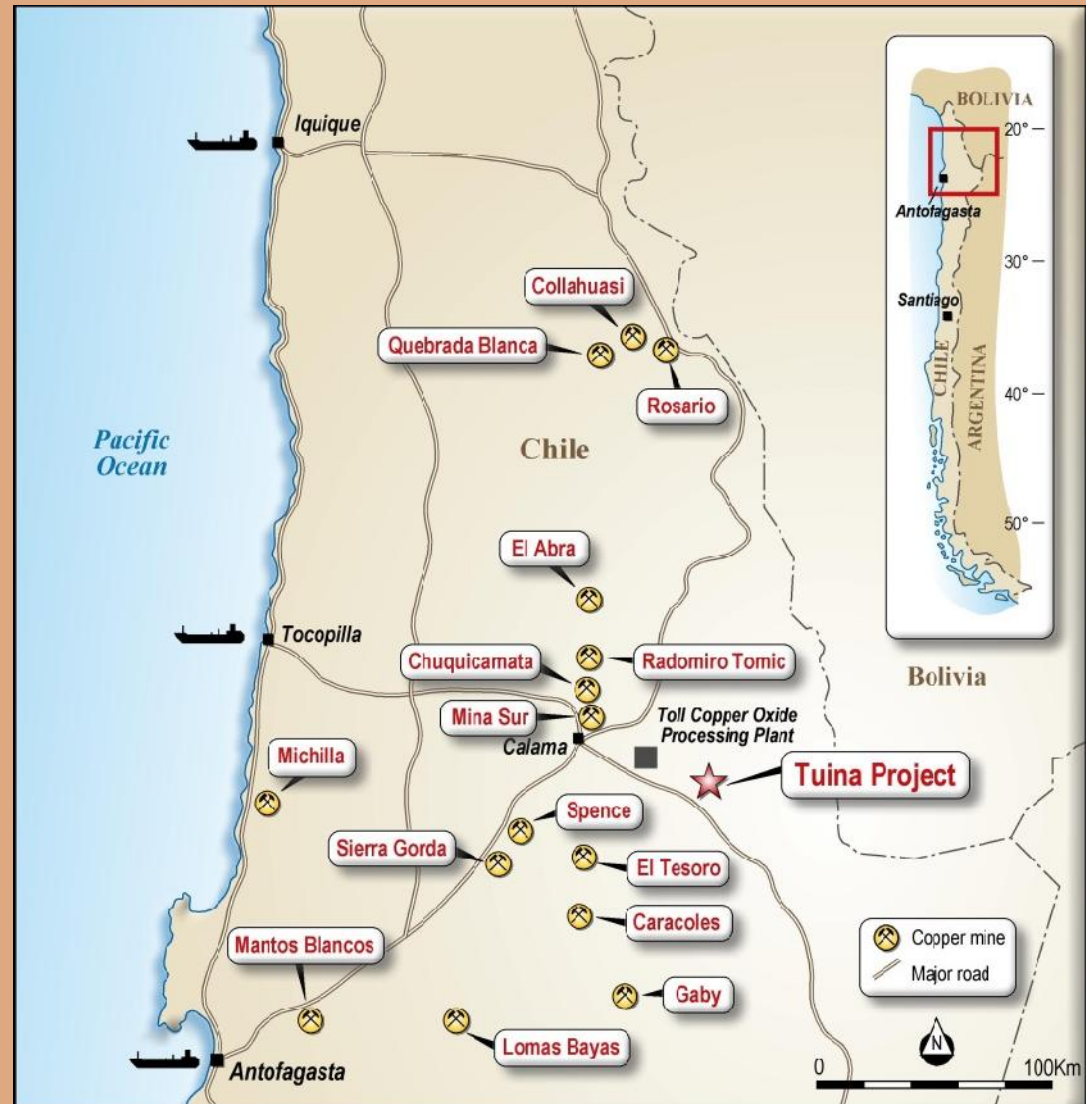 Iquique
Collahuasi
Quebrada Blanca
Rosario
Pacific
Ocean
Chile
El Abra
Tocopilla
Chuquicamata
Radomiro Tomic
Mina Sur
Calama
Toll Copper Oxide
Processing Plant
Bolivia
Michilla
Tuina Project
Spence
Sierra Gorda
El Tesoro
Caracoles
Mantos Blancos
Gaby
Lomas Bayas
Antofagasta
BOLIVIA
20°
Antofagasta
30°
Santiago
CHILE
ARGENTINA
40°
50°
Copper mine
Major road
N
0
100Km